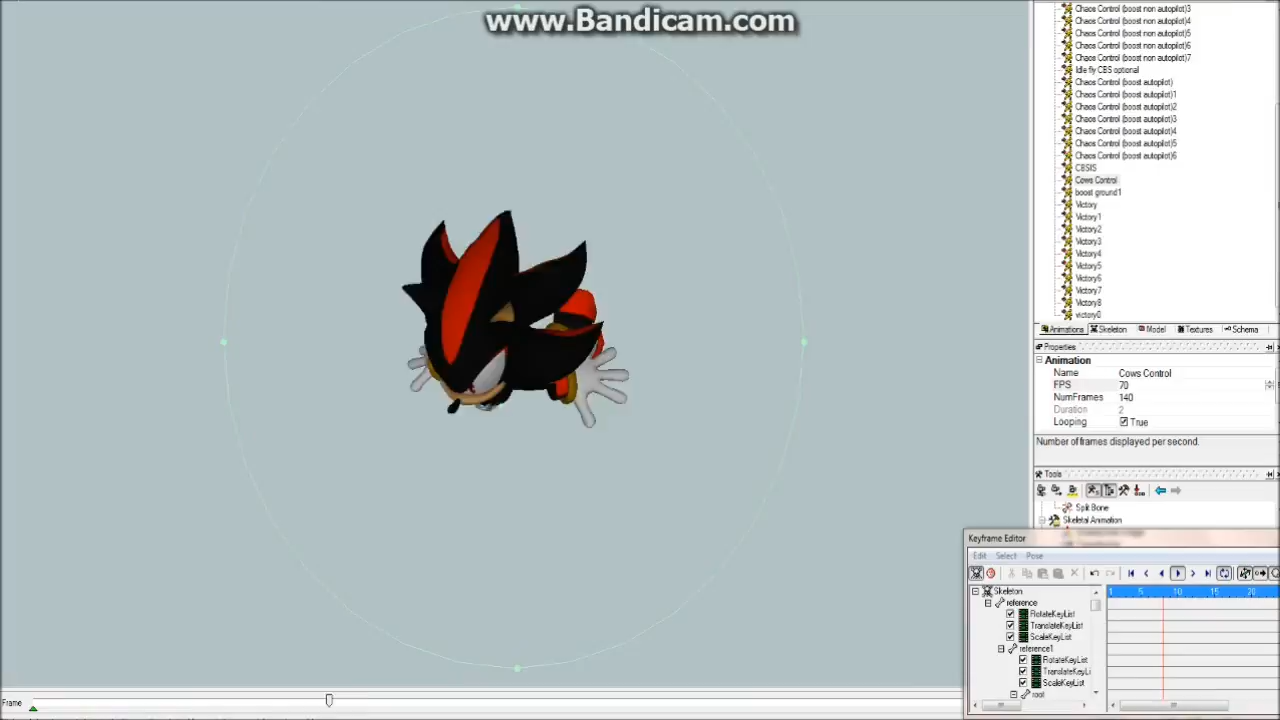 www.Bandicam.com
Chaos Control (boost non autopilot)3
Chaos Control (boost non autopilot)4
Chaos Control (boost non autopilot)5
Chaos Control (boost non autopilot)6
Chaos Control (boost non autopilot)7
Idle fly CBS optional
Chaos Control (boost autopilot)
Chaos Control (boost autopilot)1
Chaos Control (boost autopilot)2
Chaos Control (boost autopilot)3
Chaos Control (boost autopilot)4
Chaos Control (boost autopilot)5
Chaos Control (boost autopilot)6
CBSIS
Cows Control
boost ground1
Victory
Victory1
Victory2
Victory3
Victory4
Victory5
Victory6
Victory7
Victory8
victory0
Animations Skeleton Model Textures Schema
Properties
Animation
Name Cows Control
FPS 70
NumFrames 140
Duration 2
Looping True
Number of frames displayed per second.
Tools
Split Bone
Skeletal Animation
Keyframe Editor
Edit Select Pose
1 5 10 15 20
Skeleton
reference
RotateKeyList
TranslateKeyList
ScaleKeyList
reference1
RotateKeyList
TranslateKeyLi
ScaleKeyList
root
Frame